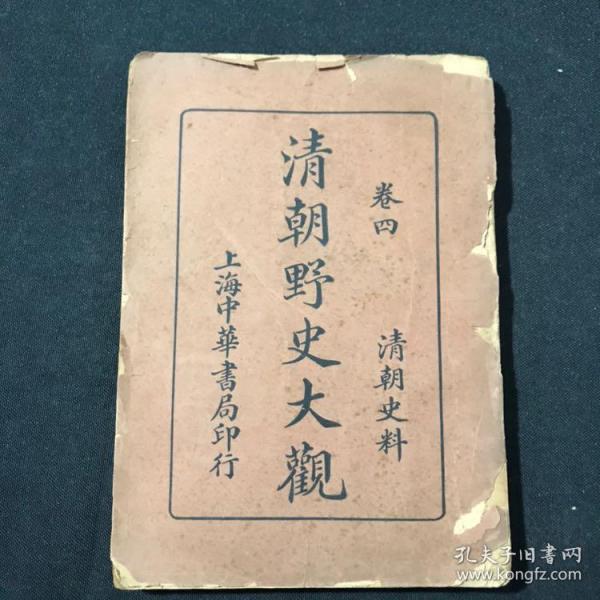 卷四
清朝史料
清朝野史大觀
上海中華書局印行
孔夫子旧書网
www.kongfz.com